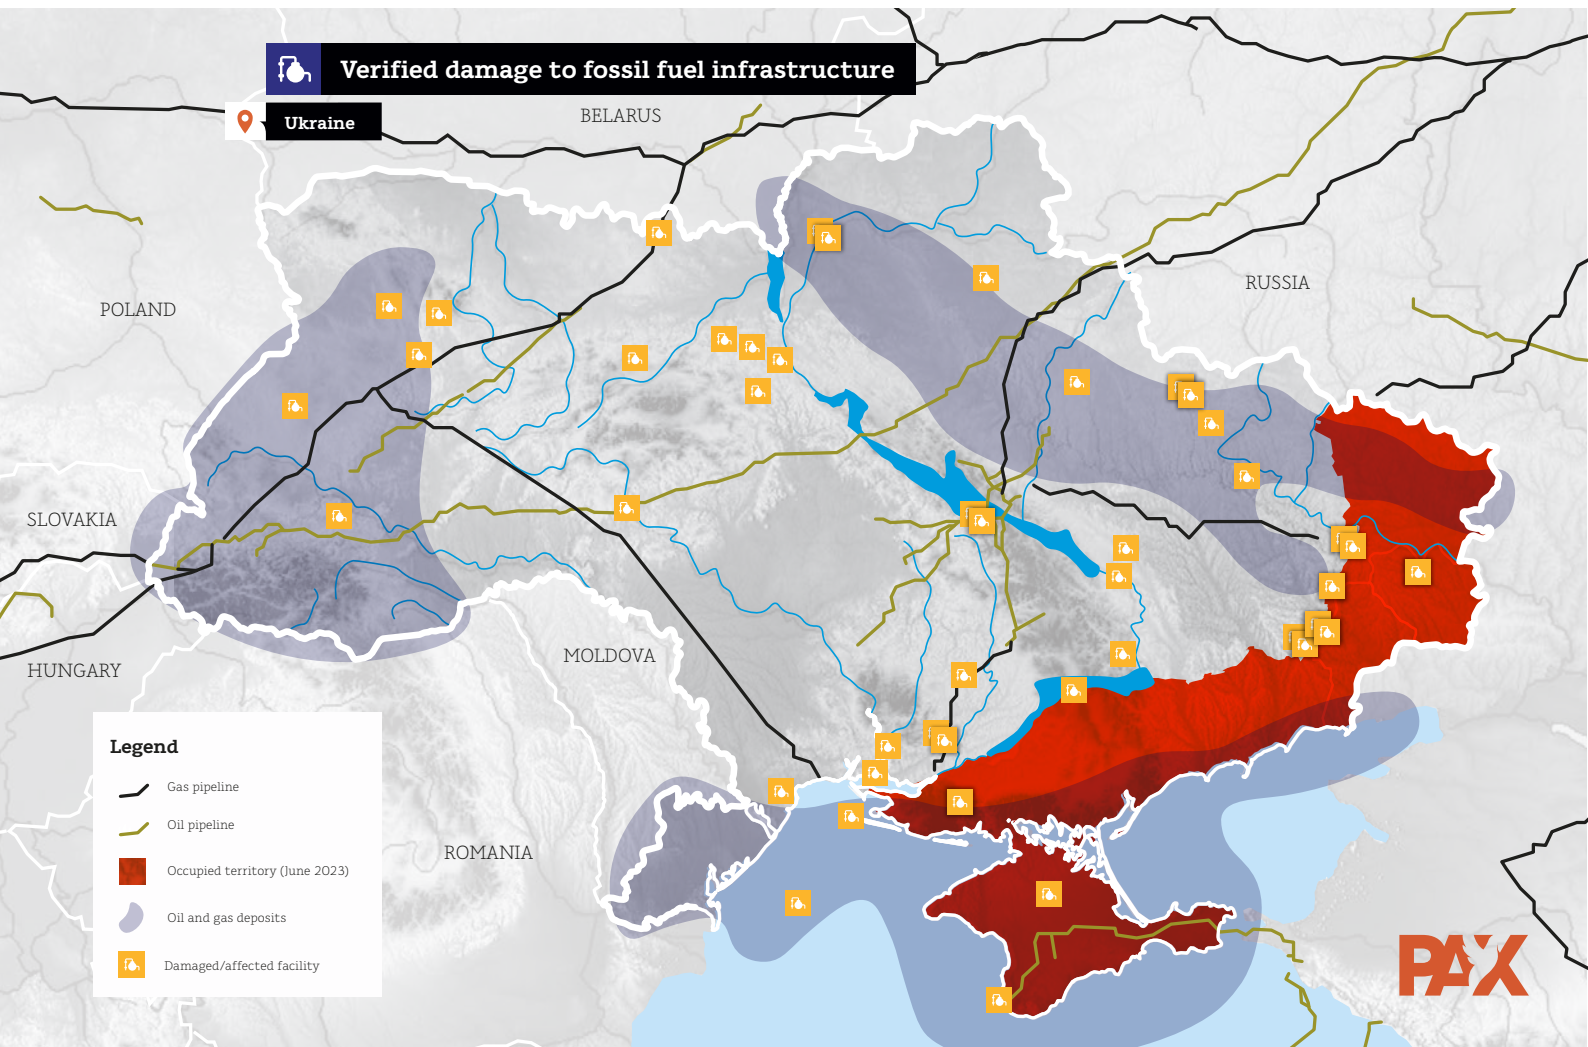 Verified damage to fossil fuel infrastructure
Ukraine
BELARUS
RUSSIA
POLAND
SLOVAKIA
HUNGARY
MOLDOVA
ROMANIA
Legend
Gas pipeline
Oil pipeline
Occupied territory (June 2023)
Oil and gas deposits
Damaged/affected facility
PAX